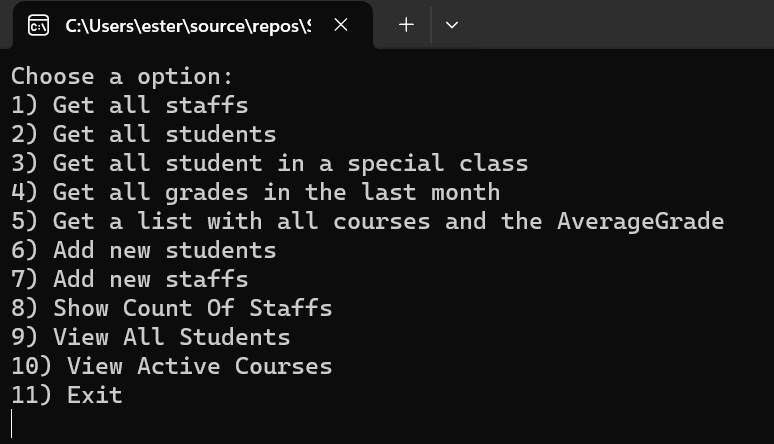 C:\Users\ester\source\repos\S
Choose a option:
1) Get all staffs
2) Get all students
3) Get all student in a special class
4) Get all grades in the last month
5) Get a list with all courses and the AverageGrade
6) Add new students
7) Add new staffs
8) Show Count Of Staffs
9) View All Students
10) View Active Courses
11) Exit